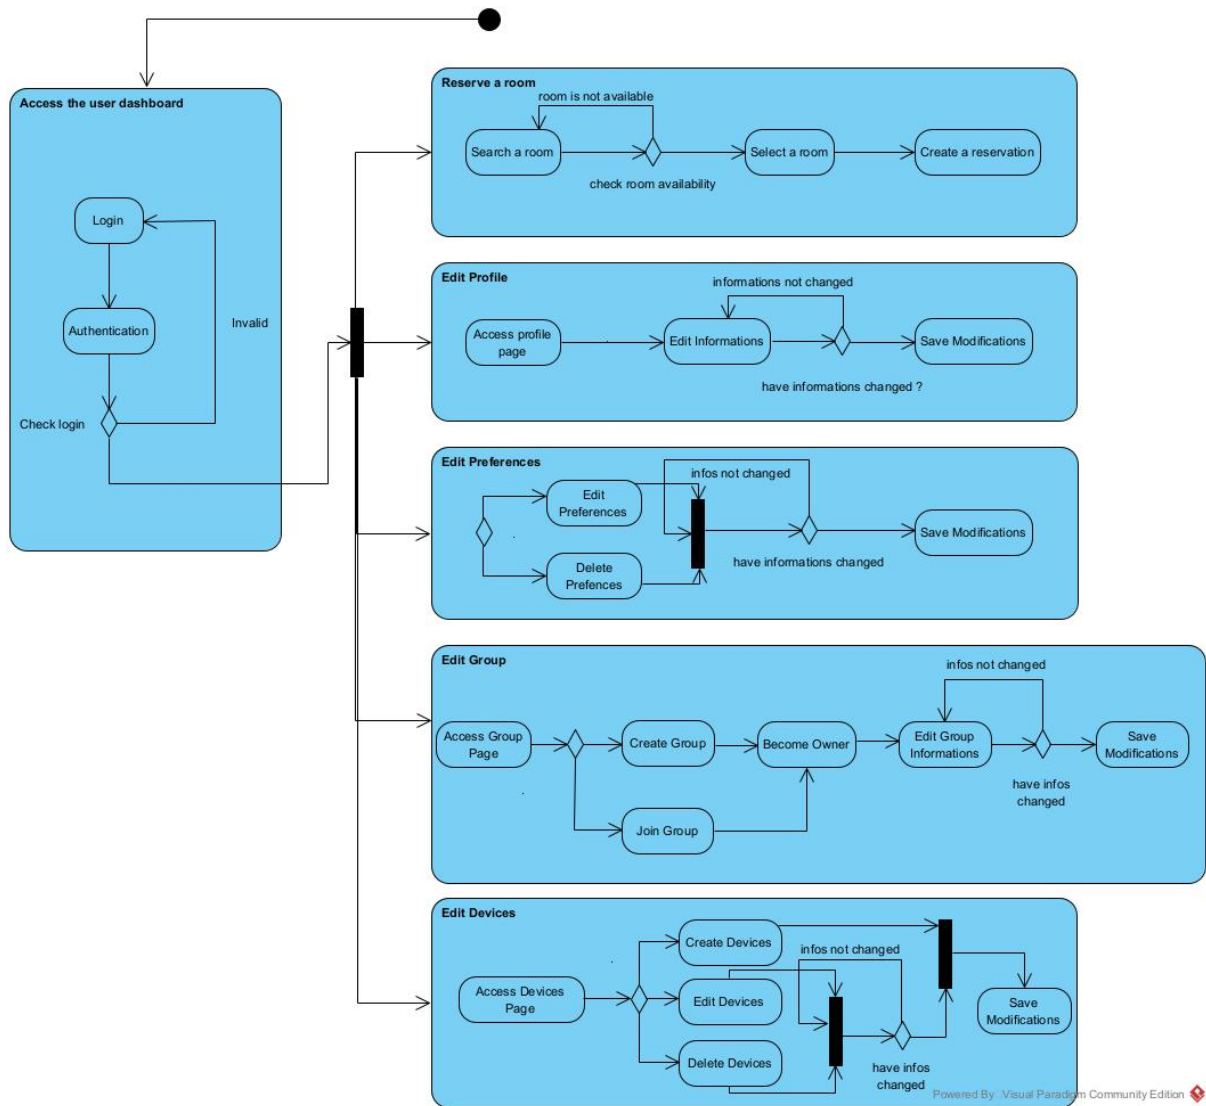 Access the user dashboard
Login
Authentication
Invalid
Check login
Reserve a room
room is not available
Search a room
Select a room
Create a reservation
check room availability
Edit Profile
informations not changed
Access profile
page
Edit Informations
Save Modifications
have informations changed ?
Edit Preferences
infos not changed
Edit
Preferences
Delete
Prefences
have informations changed
Save Modifications
Edit Group
infos not changed
Access Group
Page
Create Group
Become Owner
Edit Group
Informations
Save
Modifications
have infos
changed
Join Group
Edit Devices
Create Devices
infos not changed
Access Devices
Page
Edit Devices
Save
Modifications
Delete Devices
have infos
changed
Powered By: Visual Paradigm Community Edition